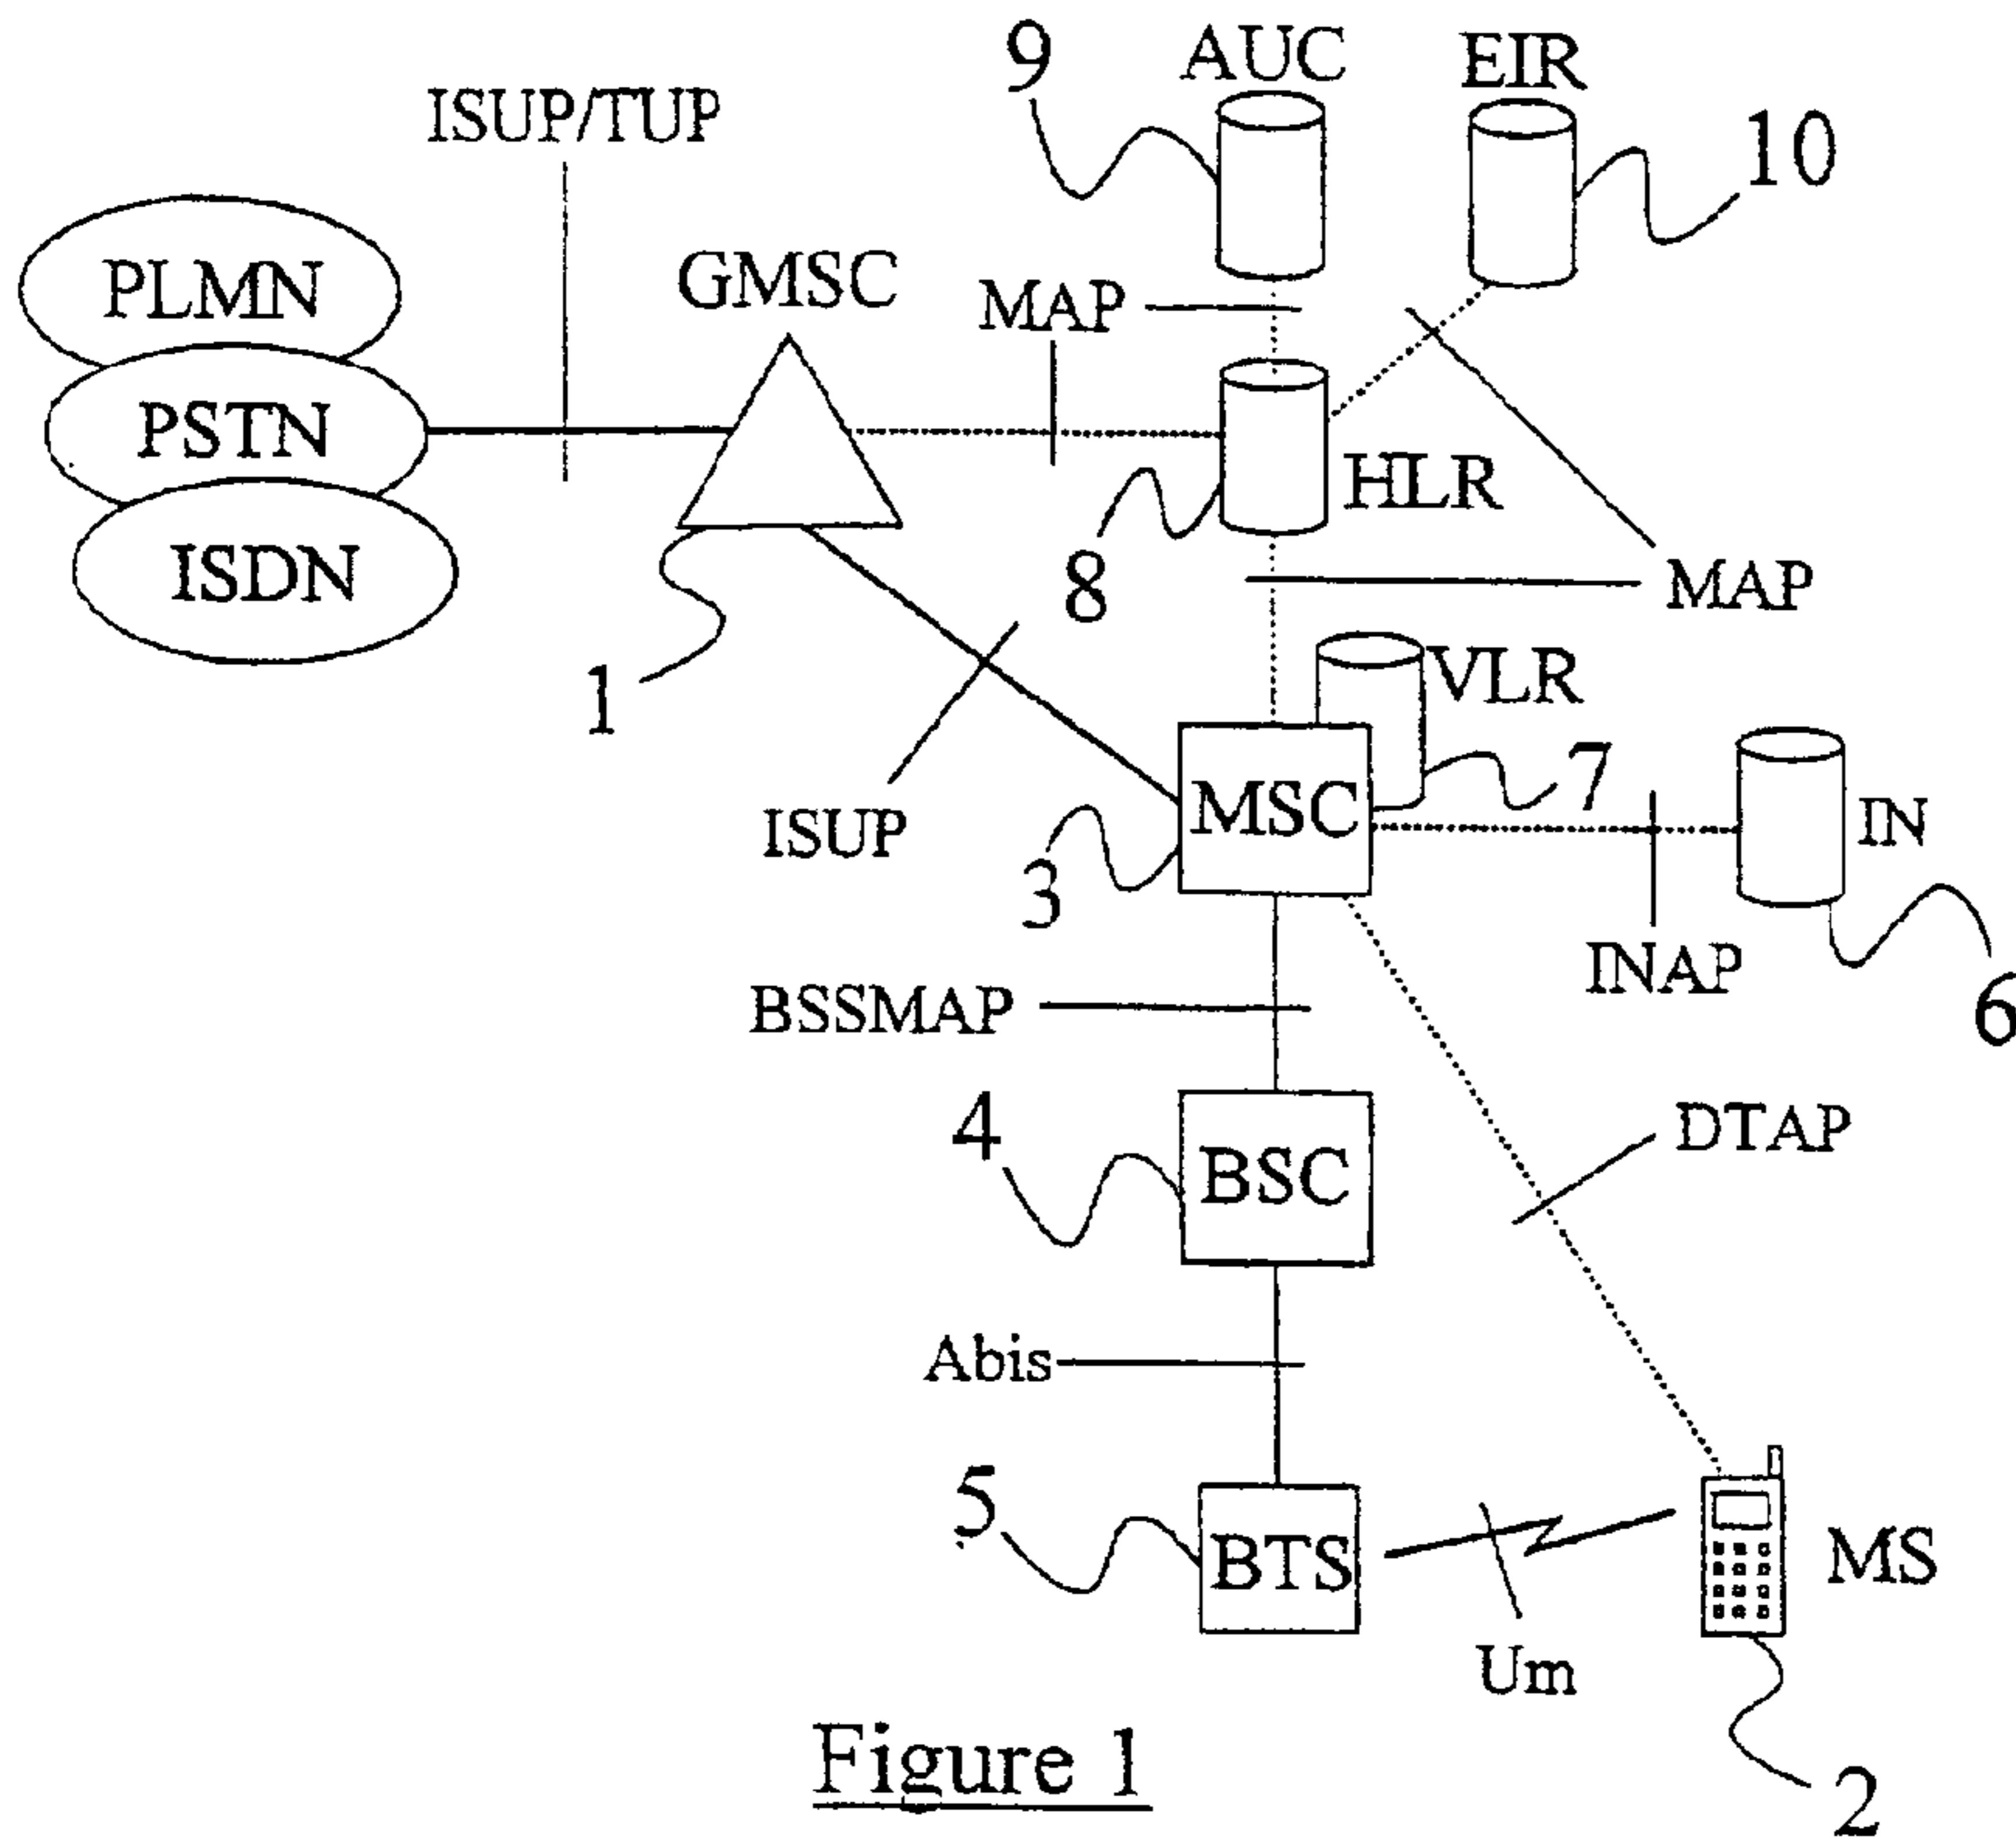 9
AUC
EIR
ISUP/TUP
10
PLMN
GMSC
MAP
PSTN
HLR
ISDN
8
MAP
1
VLR
7
ISUP
MSC
IN
3
INAP
6
BSSMAP
4
BSC
DTAP
Abis
5
BTS
MS
Um
Figure 1
2